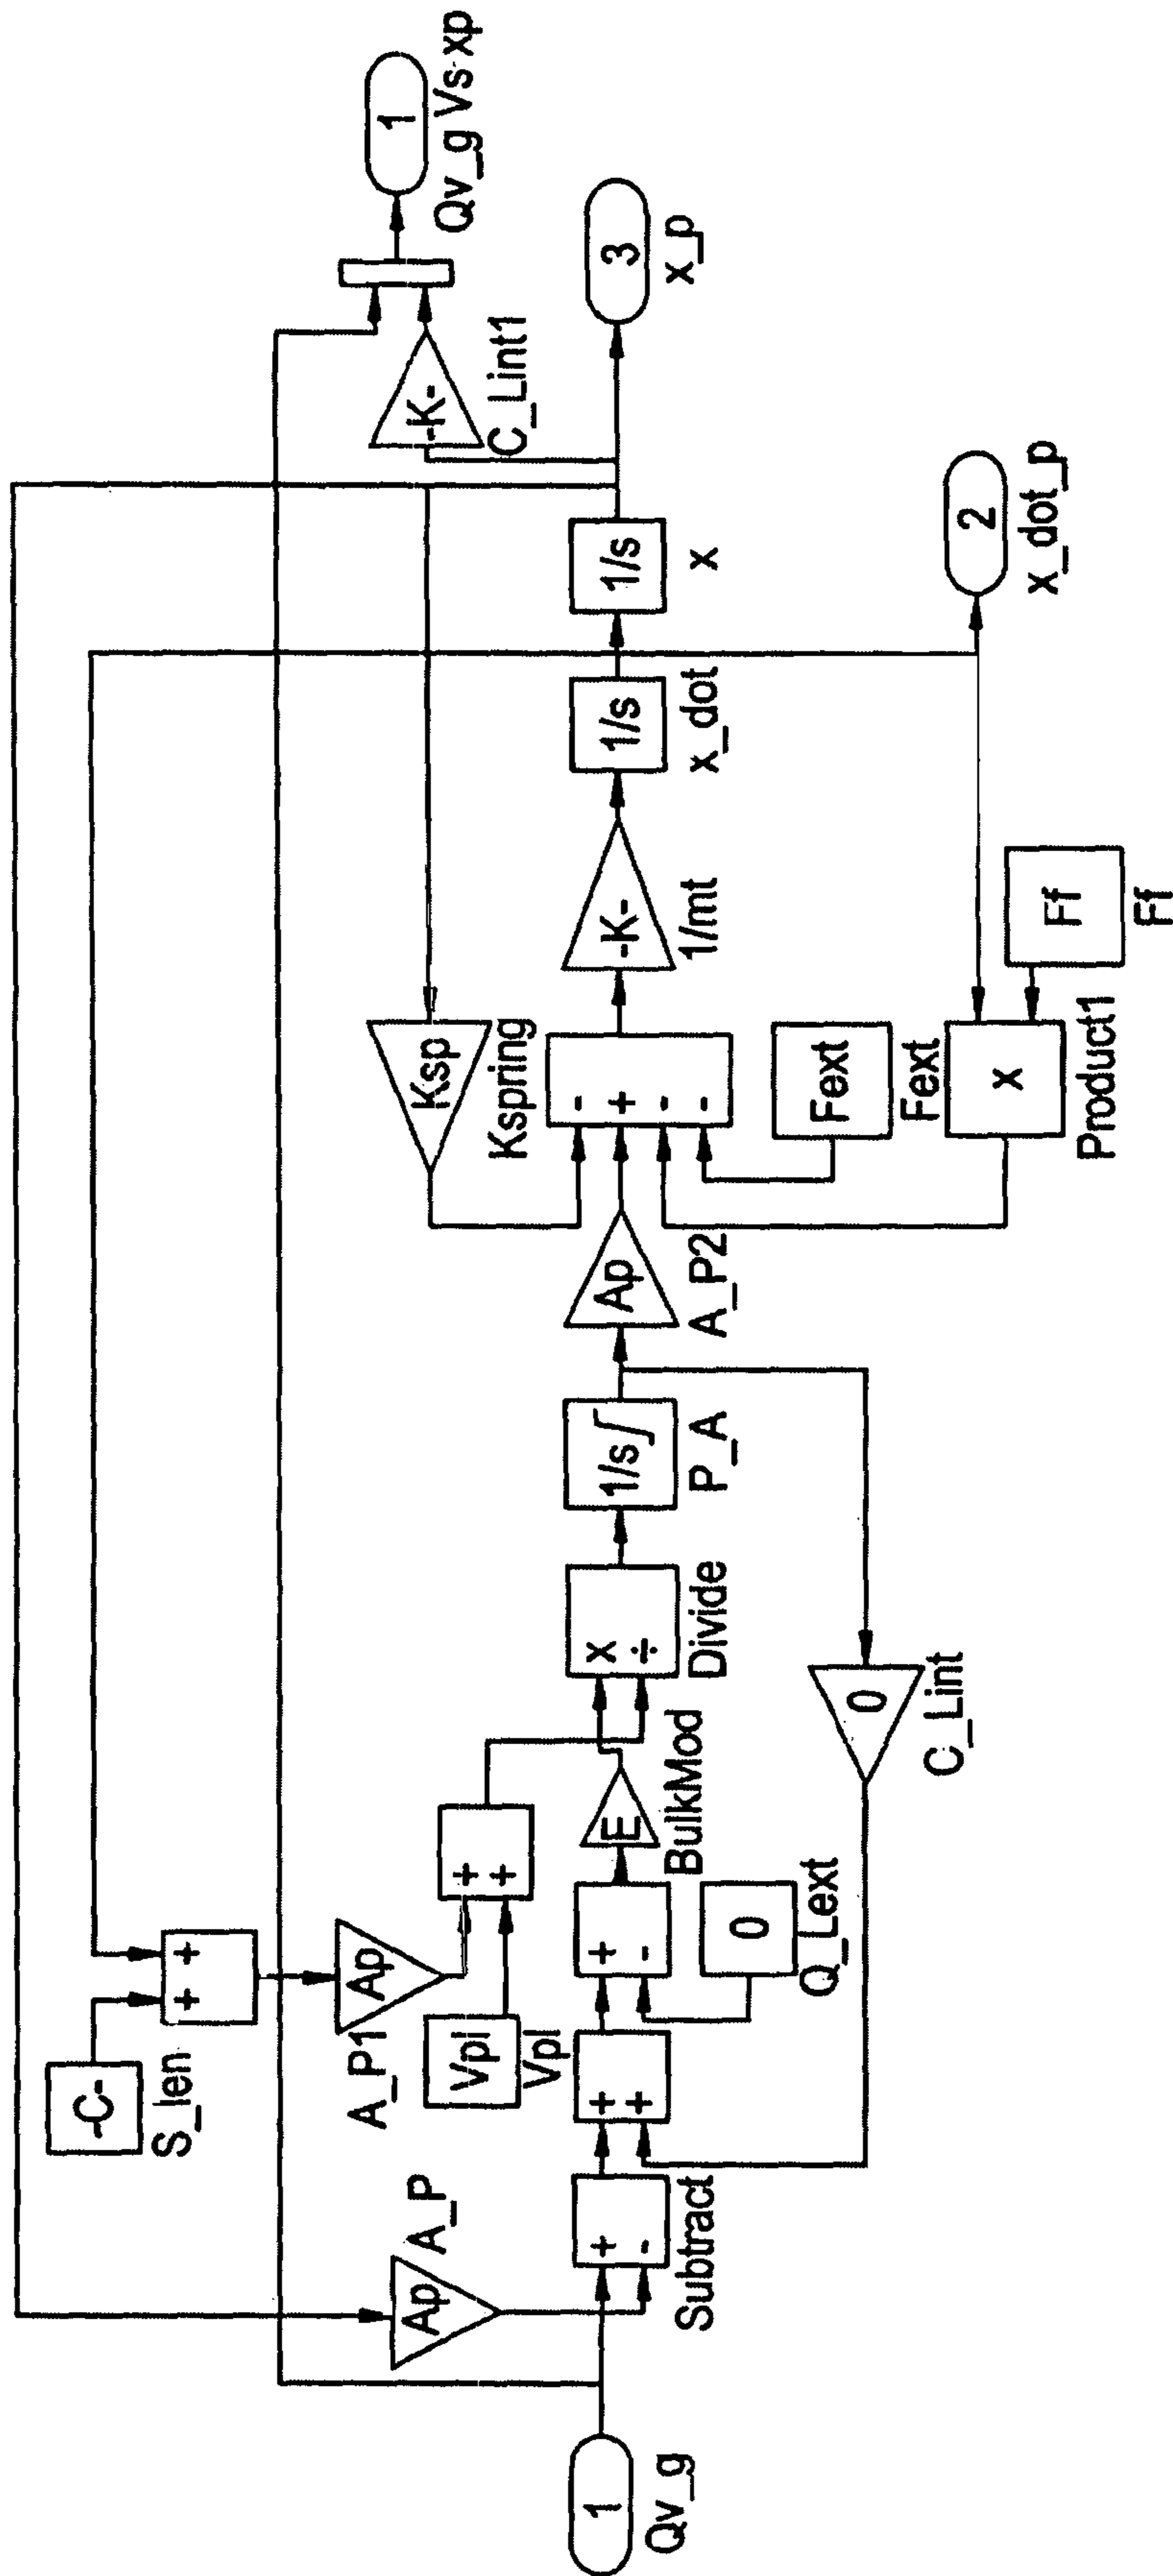 1
Qv_g
Ap
A_P
+
-
Subtract
-C-
S_len
+
+
Ap
A_P1
Vpl
Vpl
+
+
+
+
+
-
0
Q_Lext
E
BulkMod
x
÷
Divide
1/s
P_A
0
C_Lint
Ap
A_P2
Ksp
Kspring
-
+
-
-
Fext
Fext
x
Product1
Ff
Ff
-K-
1/mt
1/s
x_dot
1/s
x
-K-
C_Lint1
1
Qv_g Vs xp
3
x_p
2
x_dot_p